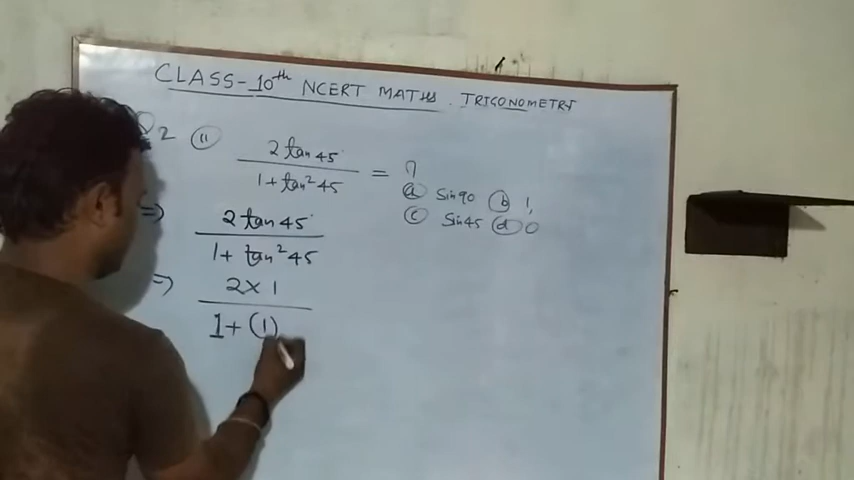 CLASS-10th NCERT MATHS. TRIGONOMETRY
2 (ii) 2 tan 45 / 1 + tan² 45 = ?
(a) Sin 90 (b) 1,
(c) Sin 45 (d) 0
=> 2 tan 45 / 1 + tan² 45
=> 2 × 1 / 1 + (1)